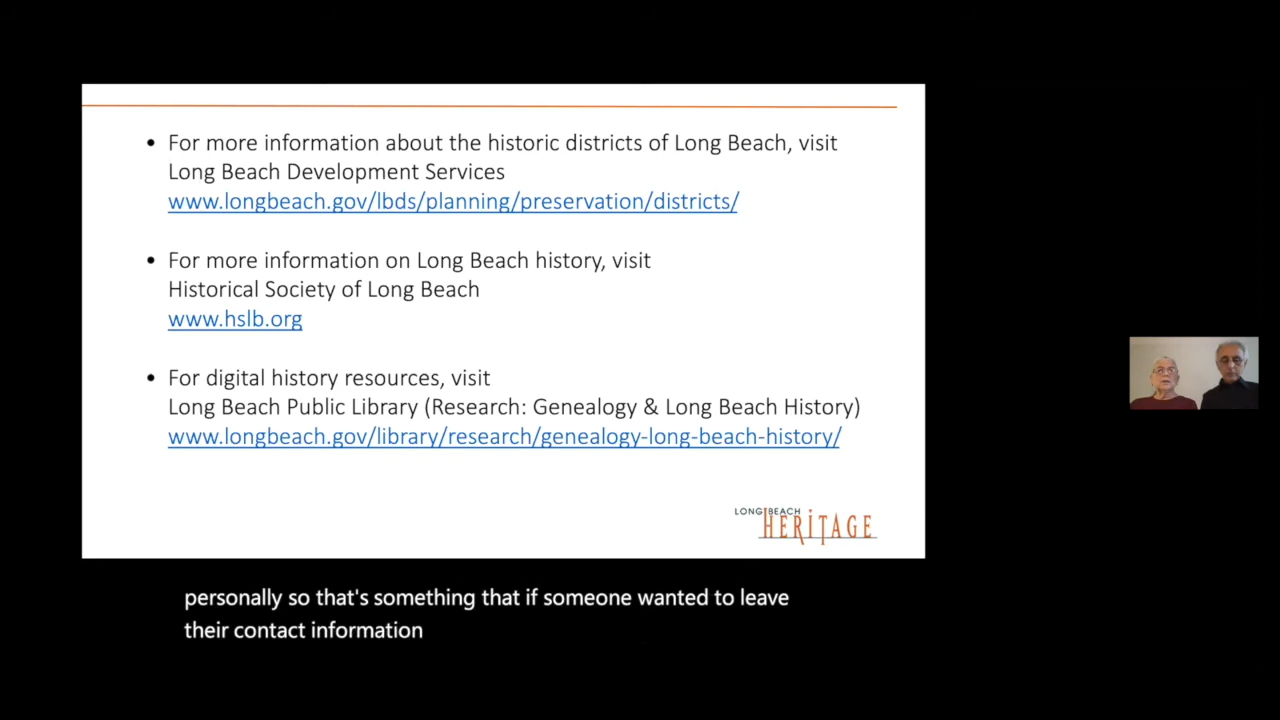 • For more information about the historic districts of Long Beach, visit
Long Beach Development Services
www.longbeach.gov/lbds/planning/preservation/districts/
• For more information on Long Beach history, visit
Historical Society of Long Beach
www.hslb.org
• For digital history resources, visit
Long Beach Public Library (Research: Genealogy & Long Beach History)
www.longbeach.gov/library/research/genealogy-long-beach-history/
LONG BEACH
HERITAGE
personally so that's something that if someone wanted to leave
their contact information